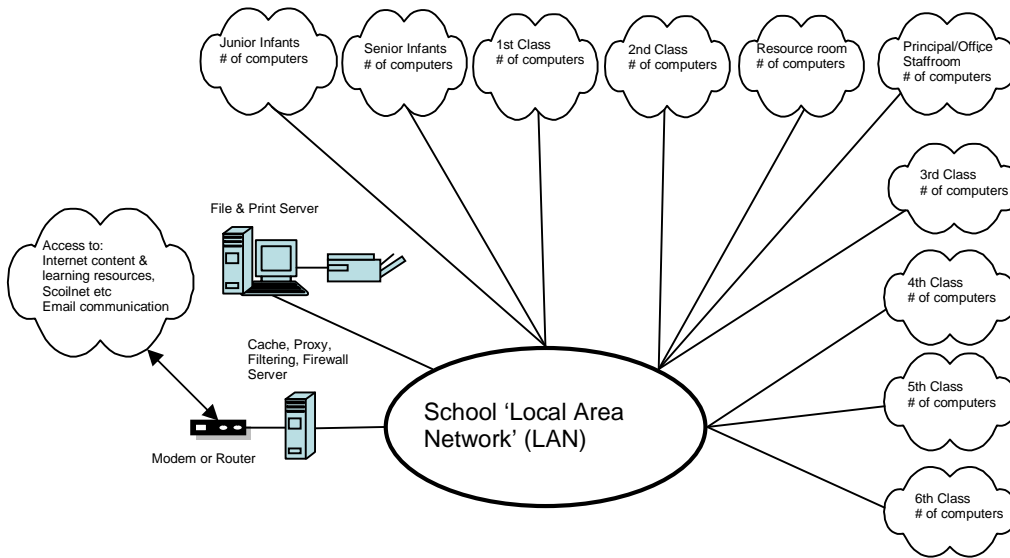 Junior Infants
# of computers
Senior Infants
# of computers
1st Class
# of computers
2nd Class
# of computers
Resource room
# of computers
Principal/Office
Staffroom
# of computers
3rd Class
# of computers
File & Print Server
Access to:
Internet content &
learning resources,
Scoilnet etc
Email communication
4th Class
# of computers
Cache, Proxy,
Filtering, Firewall
Server
5th Class
# of computers
School ‘Local Area
Network’ (LAN)
Modem or Router
6th Class
# of computers